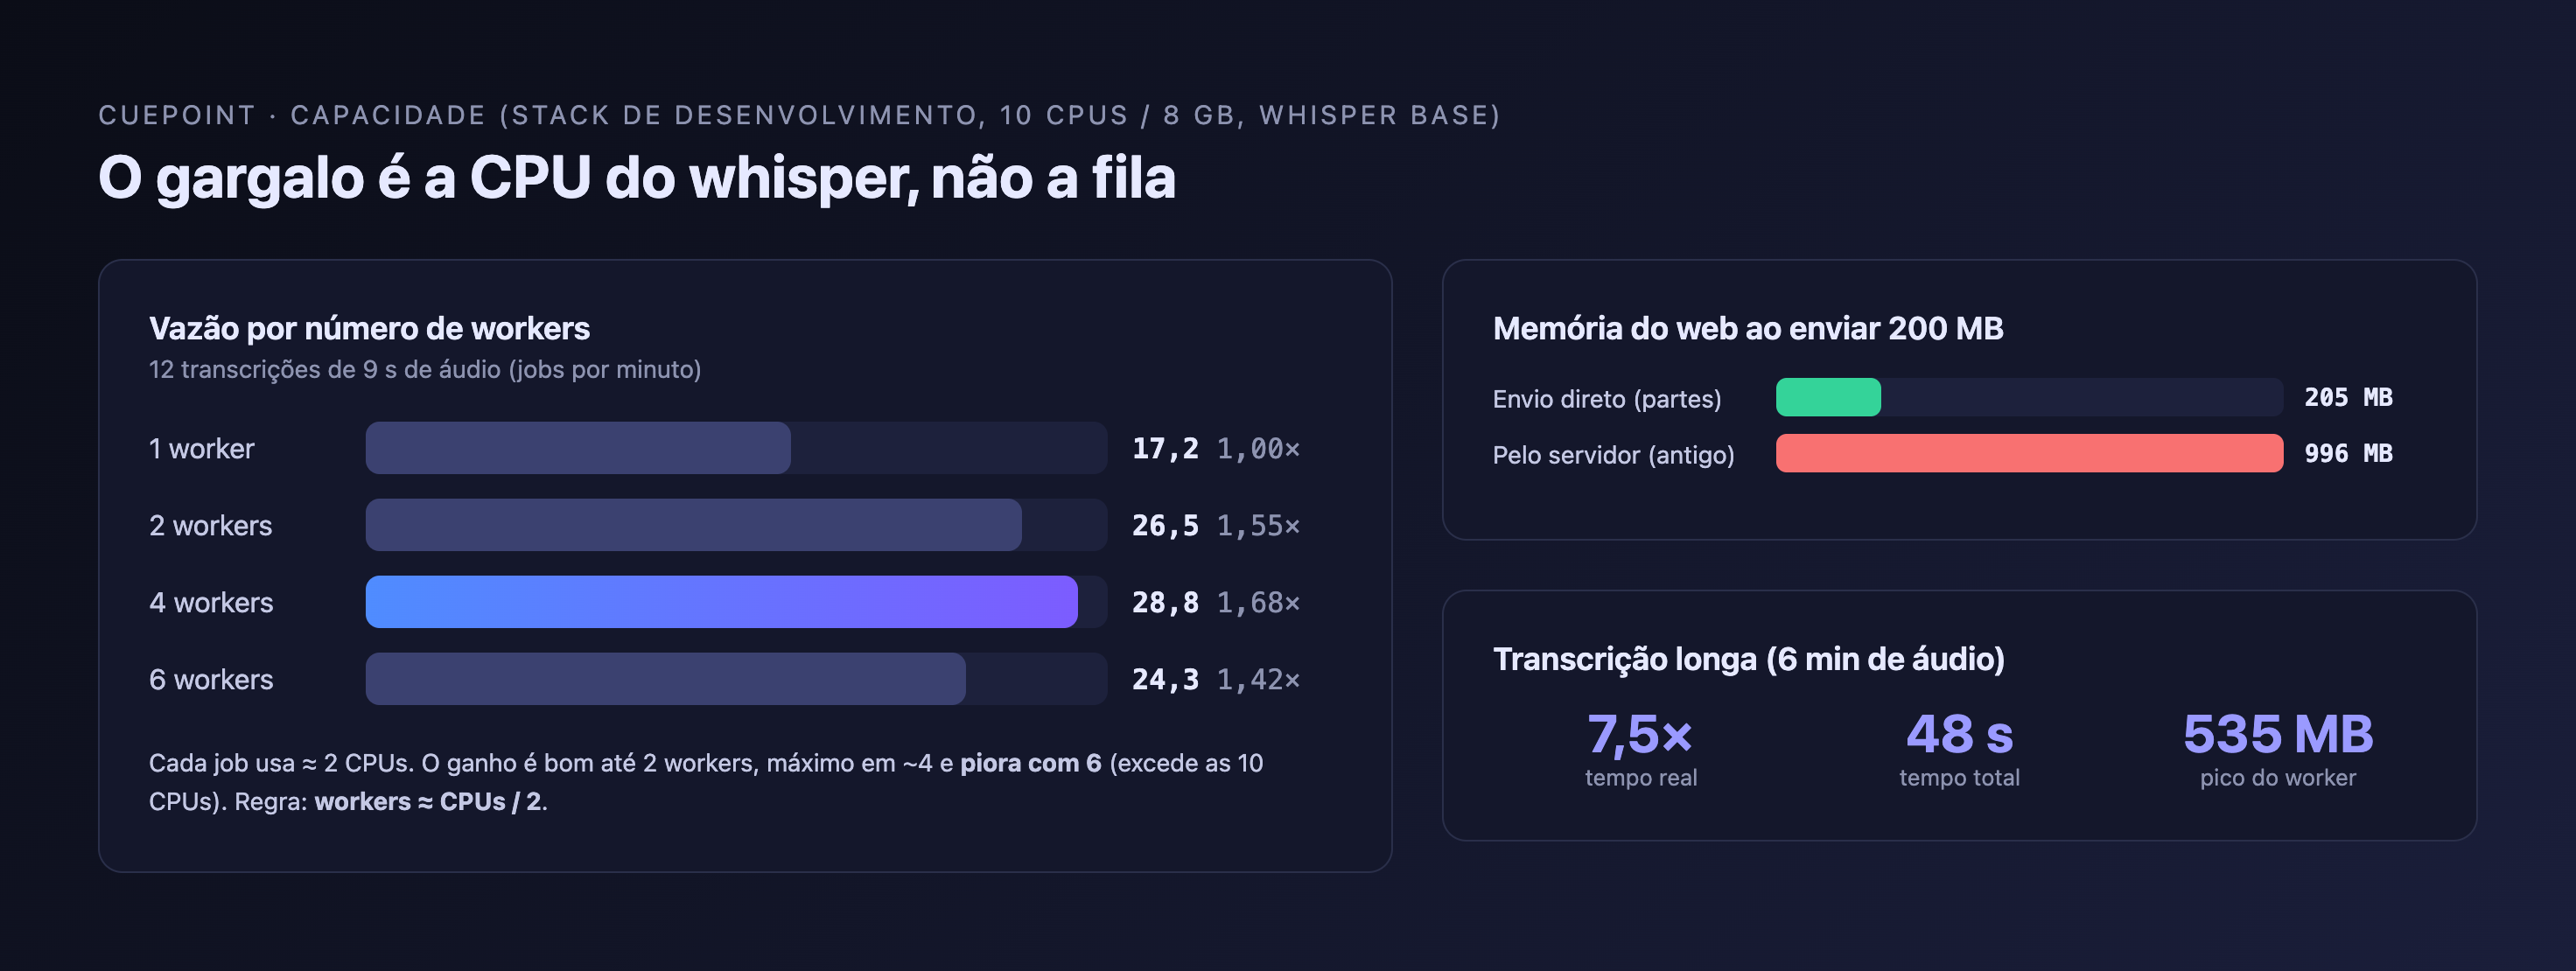 CUEPOINT · CAPACIDADE (STACK DE DESENVOLVIMENTO, 10 CPUS / 8 GB, WHISPER BASE)
O gargalo é a CPU do whisper, não a fila
Vazão por número de workers
12 transcrições de 9 s de áudio (jobs por minuto)
1 worker 17,2 1,00×
2 workers 26,5 1,55×
4 workers 28,8 1,68×
6 workers 24,3 1,42×
Cada job usa ≈ 2 CPUs. O ganho é bom até 2 workers, máximo em ~4 e piora com 6 (excede as 10
CPUs). Regra: workers ≈ CPUs / 2.
Memória do web ao enviar 200 MB
Envio direto (partes) 205 MB
Pelo servidor (antigo) 996 MB
Transcrição longa (6 min de áudio)
7,5× 48 s 535 MB
tempo real tempo total pico do worker